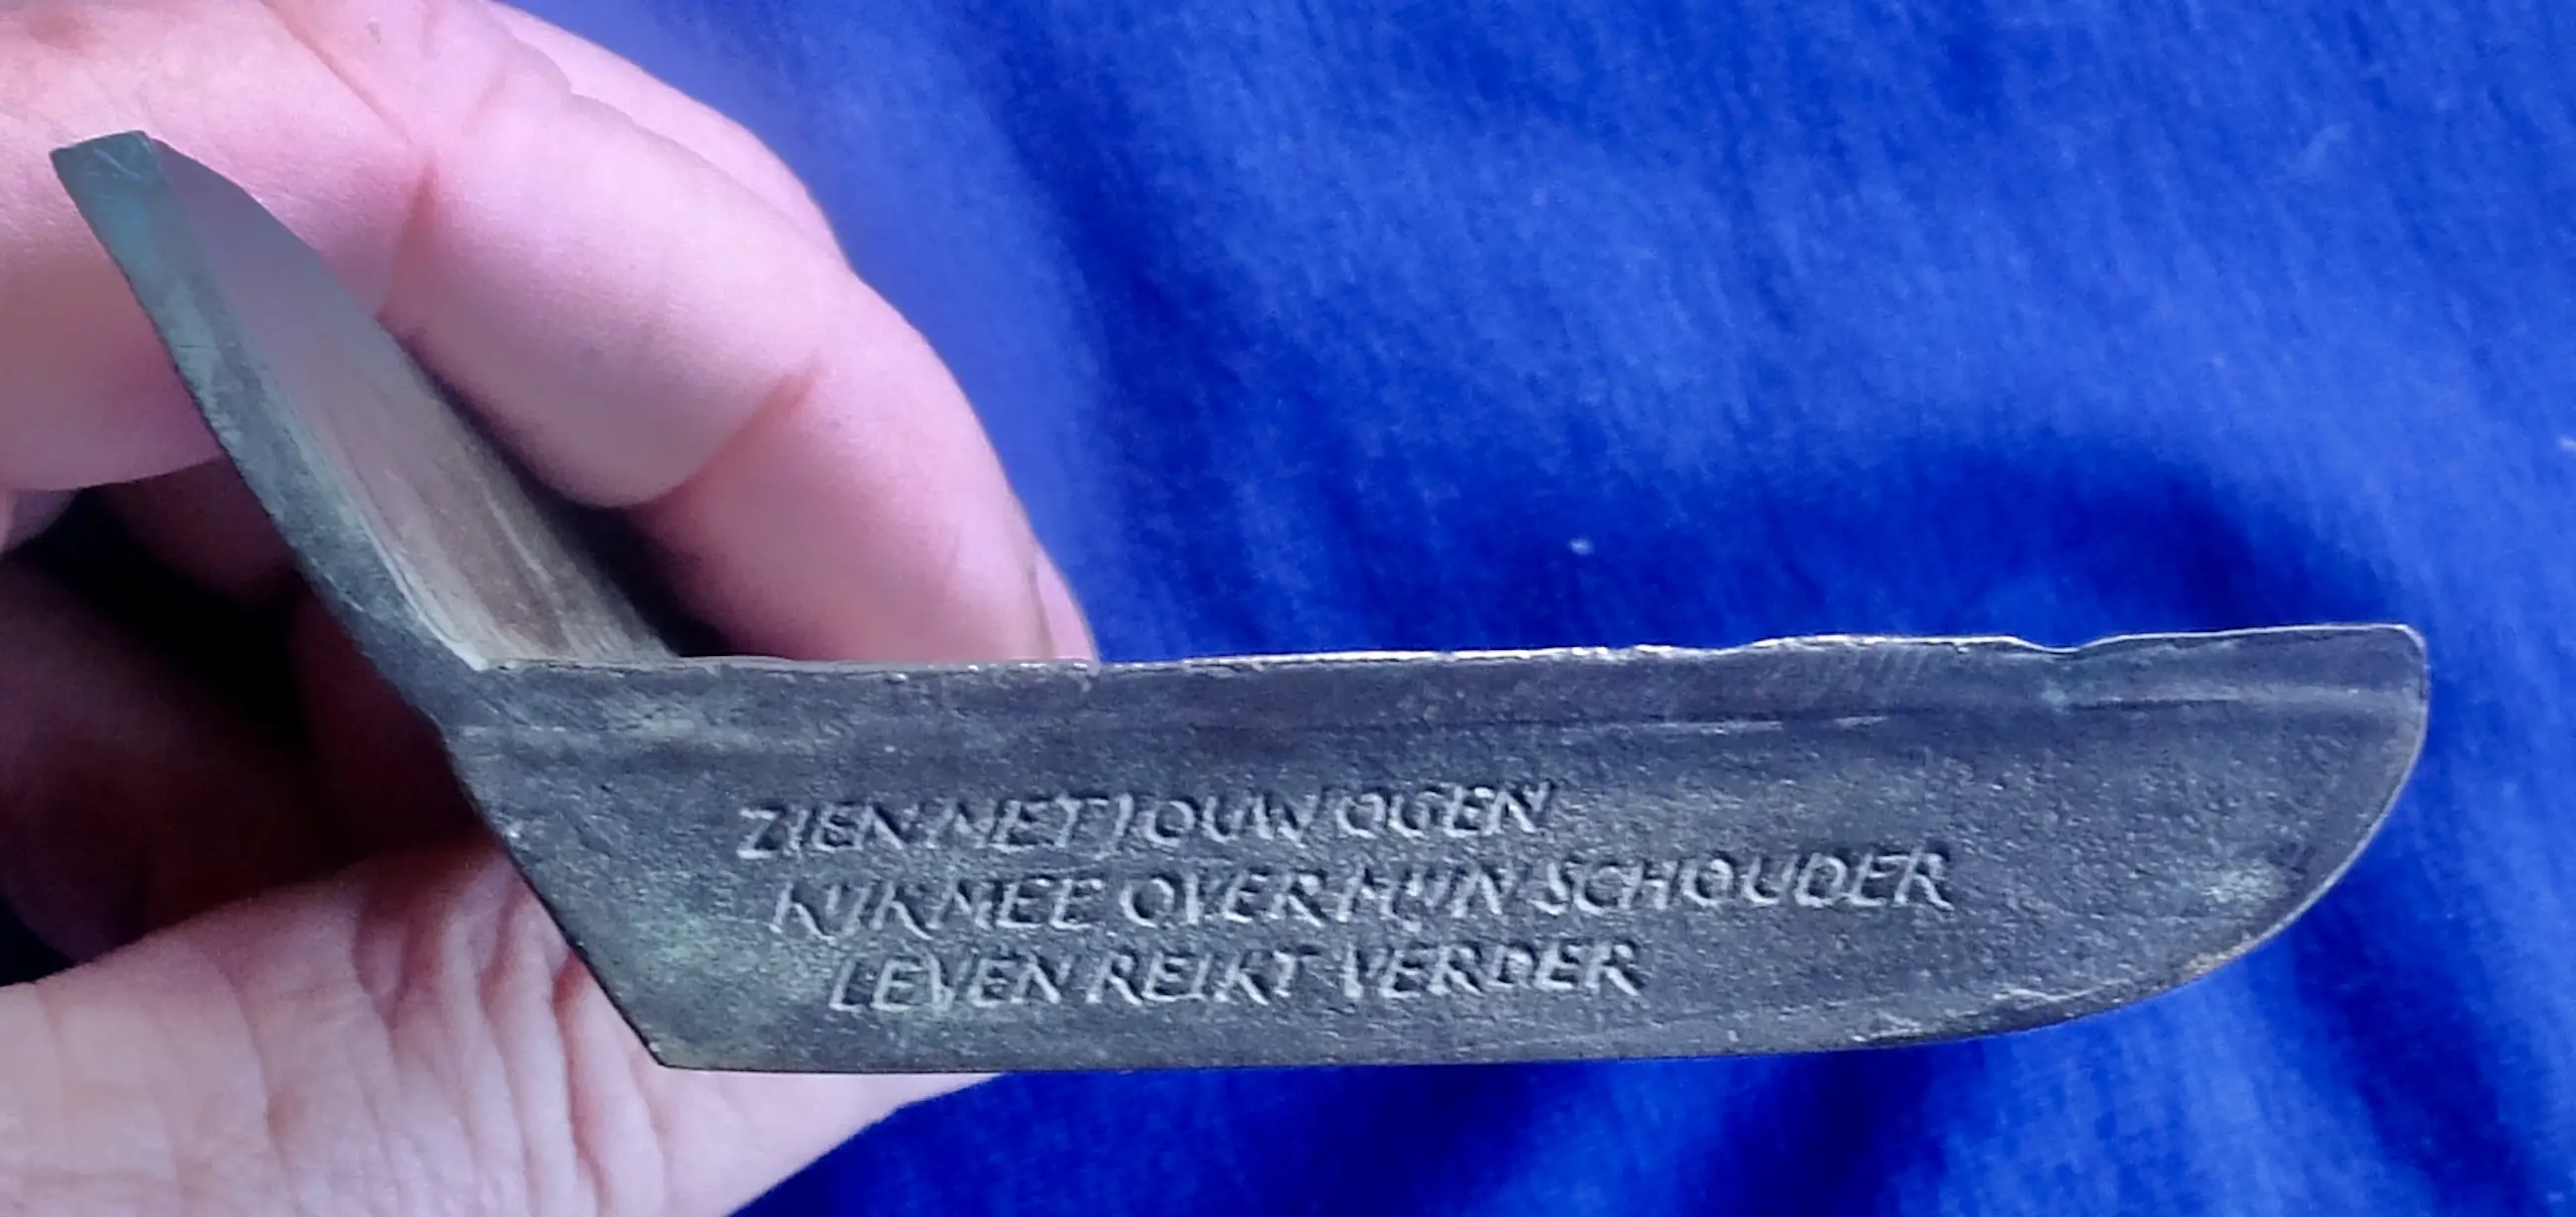 ZIEN MET JOUW OGEN
KIJK MEE OVER MIJN SCHOUDER
LEVEN REIKT VERDER